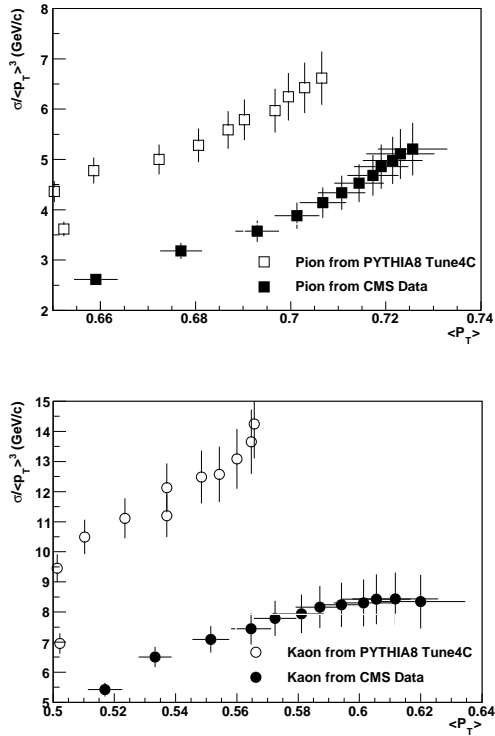 σ/<p_T>^3 (GeV/c)
8
7
6
5
4
3
2
Pion from PYTHIA8 Tune4C
Pion from CMS Data
0.66 0.68 0.7 0.72 0.74
<P_T>
σ/<p_T>^3 (GeV/c)
15
14
13
12
11
10
9
8
7
6
5
Kaon from PYTHIA8 Tune4C
Kaon from CMS Data
0.5 0.52 0.54 0.56 0.58 0.6 0.62 0.64
<P_T>